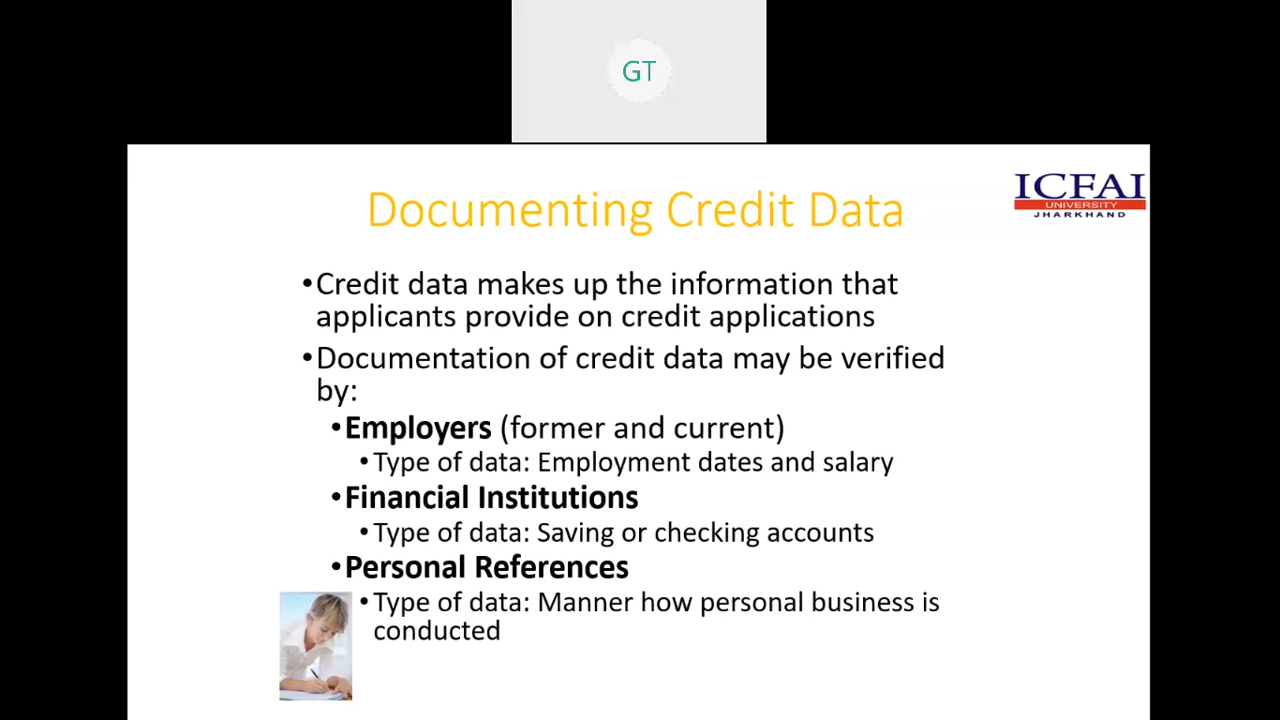 GT
ICFAI
UNIVERSITY
JHARKHAND
Documenting Credit Data
•Credit data makes up the information that
applicants provide on credit applications
•Documentation of credit data may be verified
by:
•Employers (former and current)
•Type of data: Employment dates and salary
•Financial Institutions
•Type of data: Saving or checking accounts
•Personal References
•Type of data: Manner how personal business is
conducted